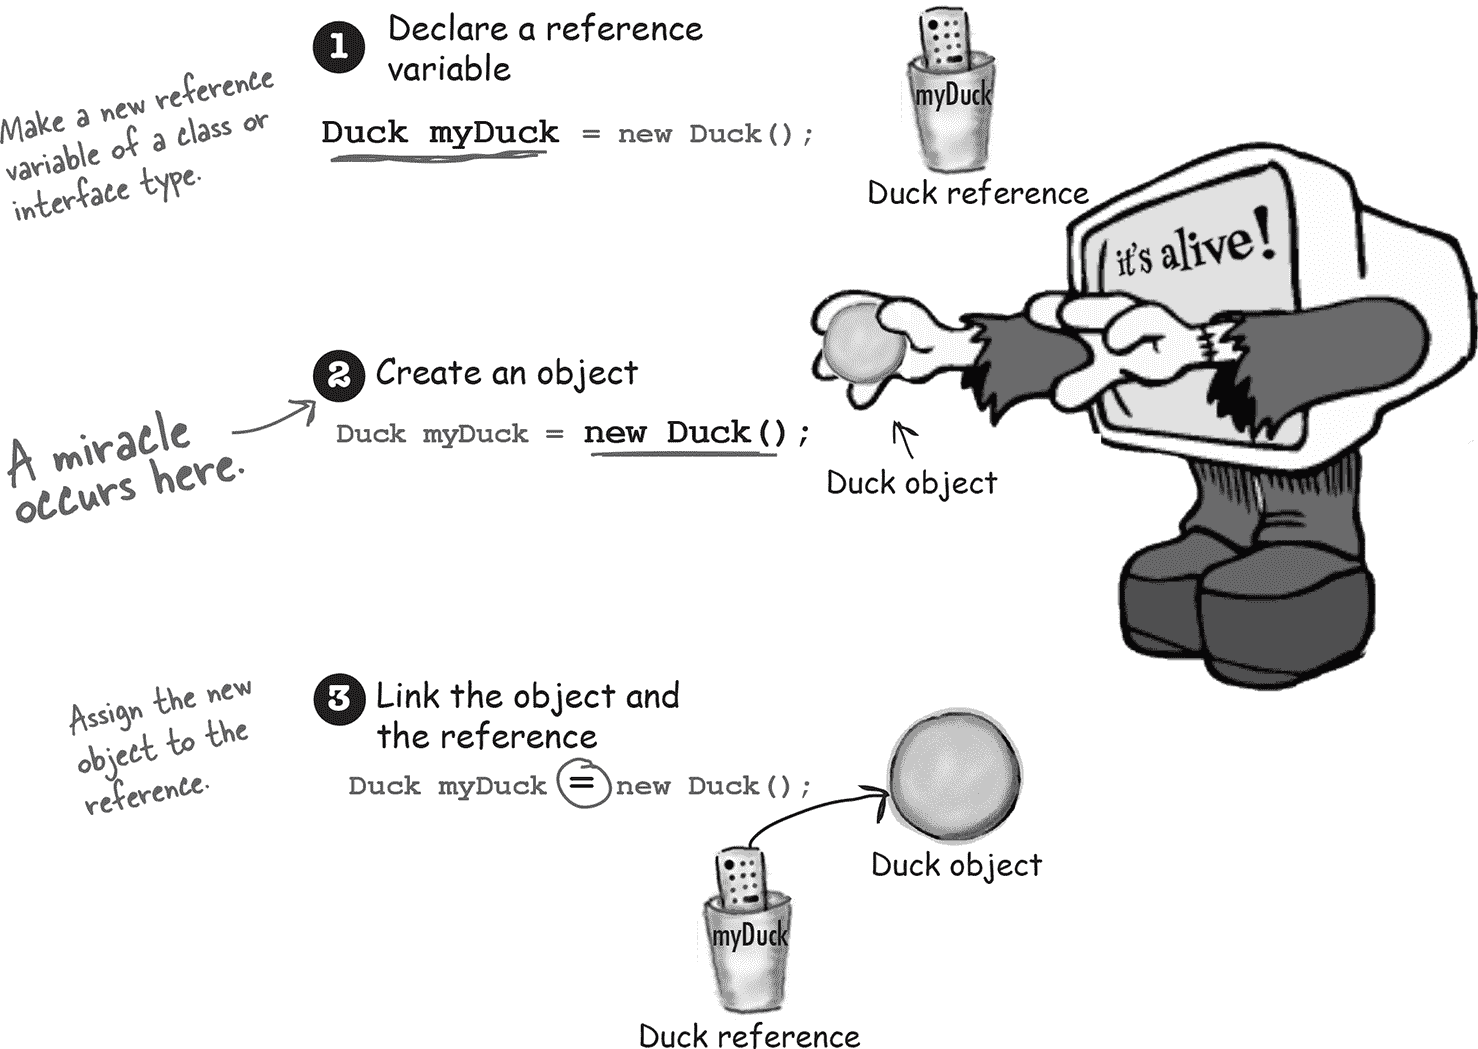 1 Declare a reference
variable
Make a new reference
variable of a class or
interface type.
Duck myDuck = new Duck();
myDuck
Duck reference
it's alive!
2 Create an object
Duck myDuck = new Duck();
A miracle
occurs here.
Duck object
3 Link the object and
the reference
Assign the new
object to the
reference.
Duck myDuck = new Duck();
Duck object
myDuck
Duck reference